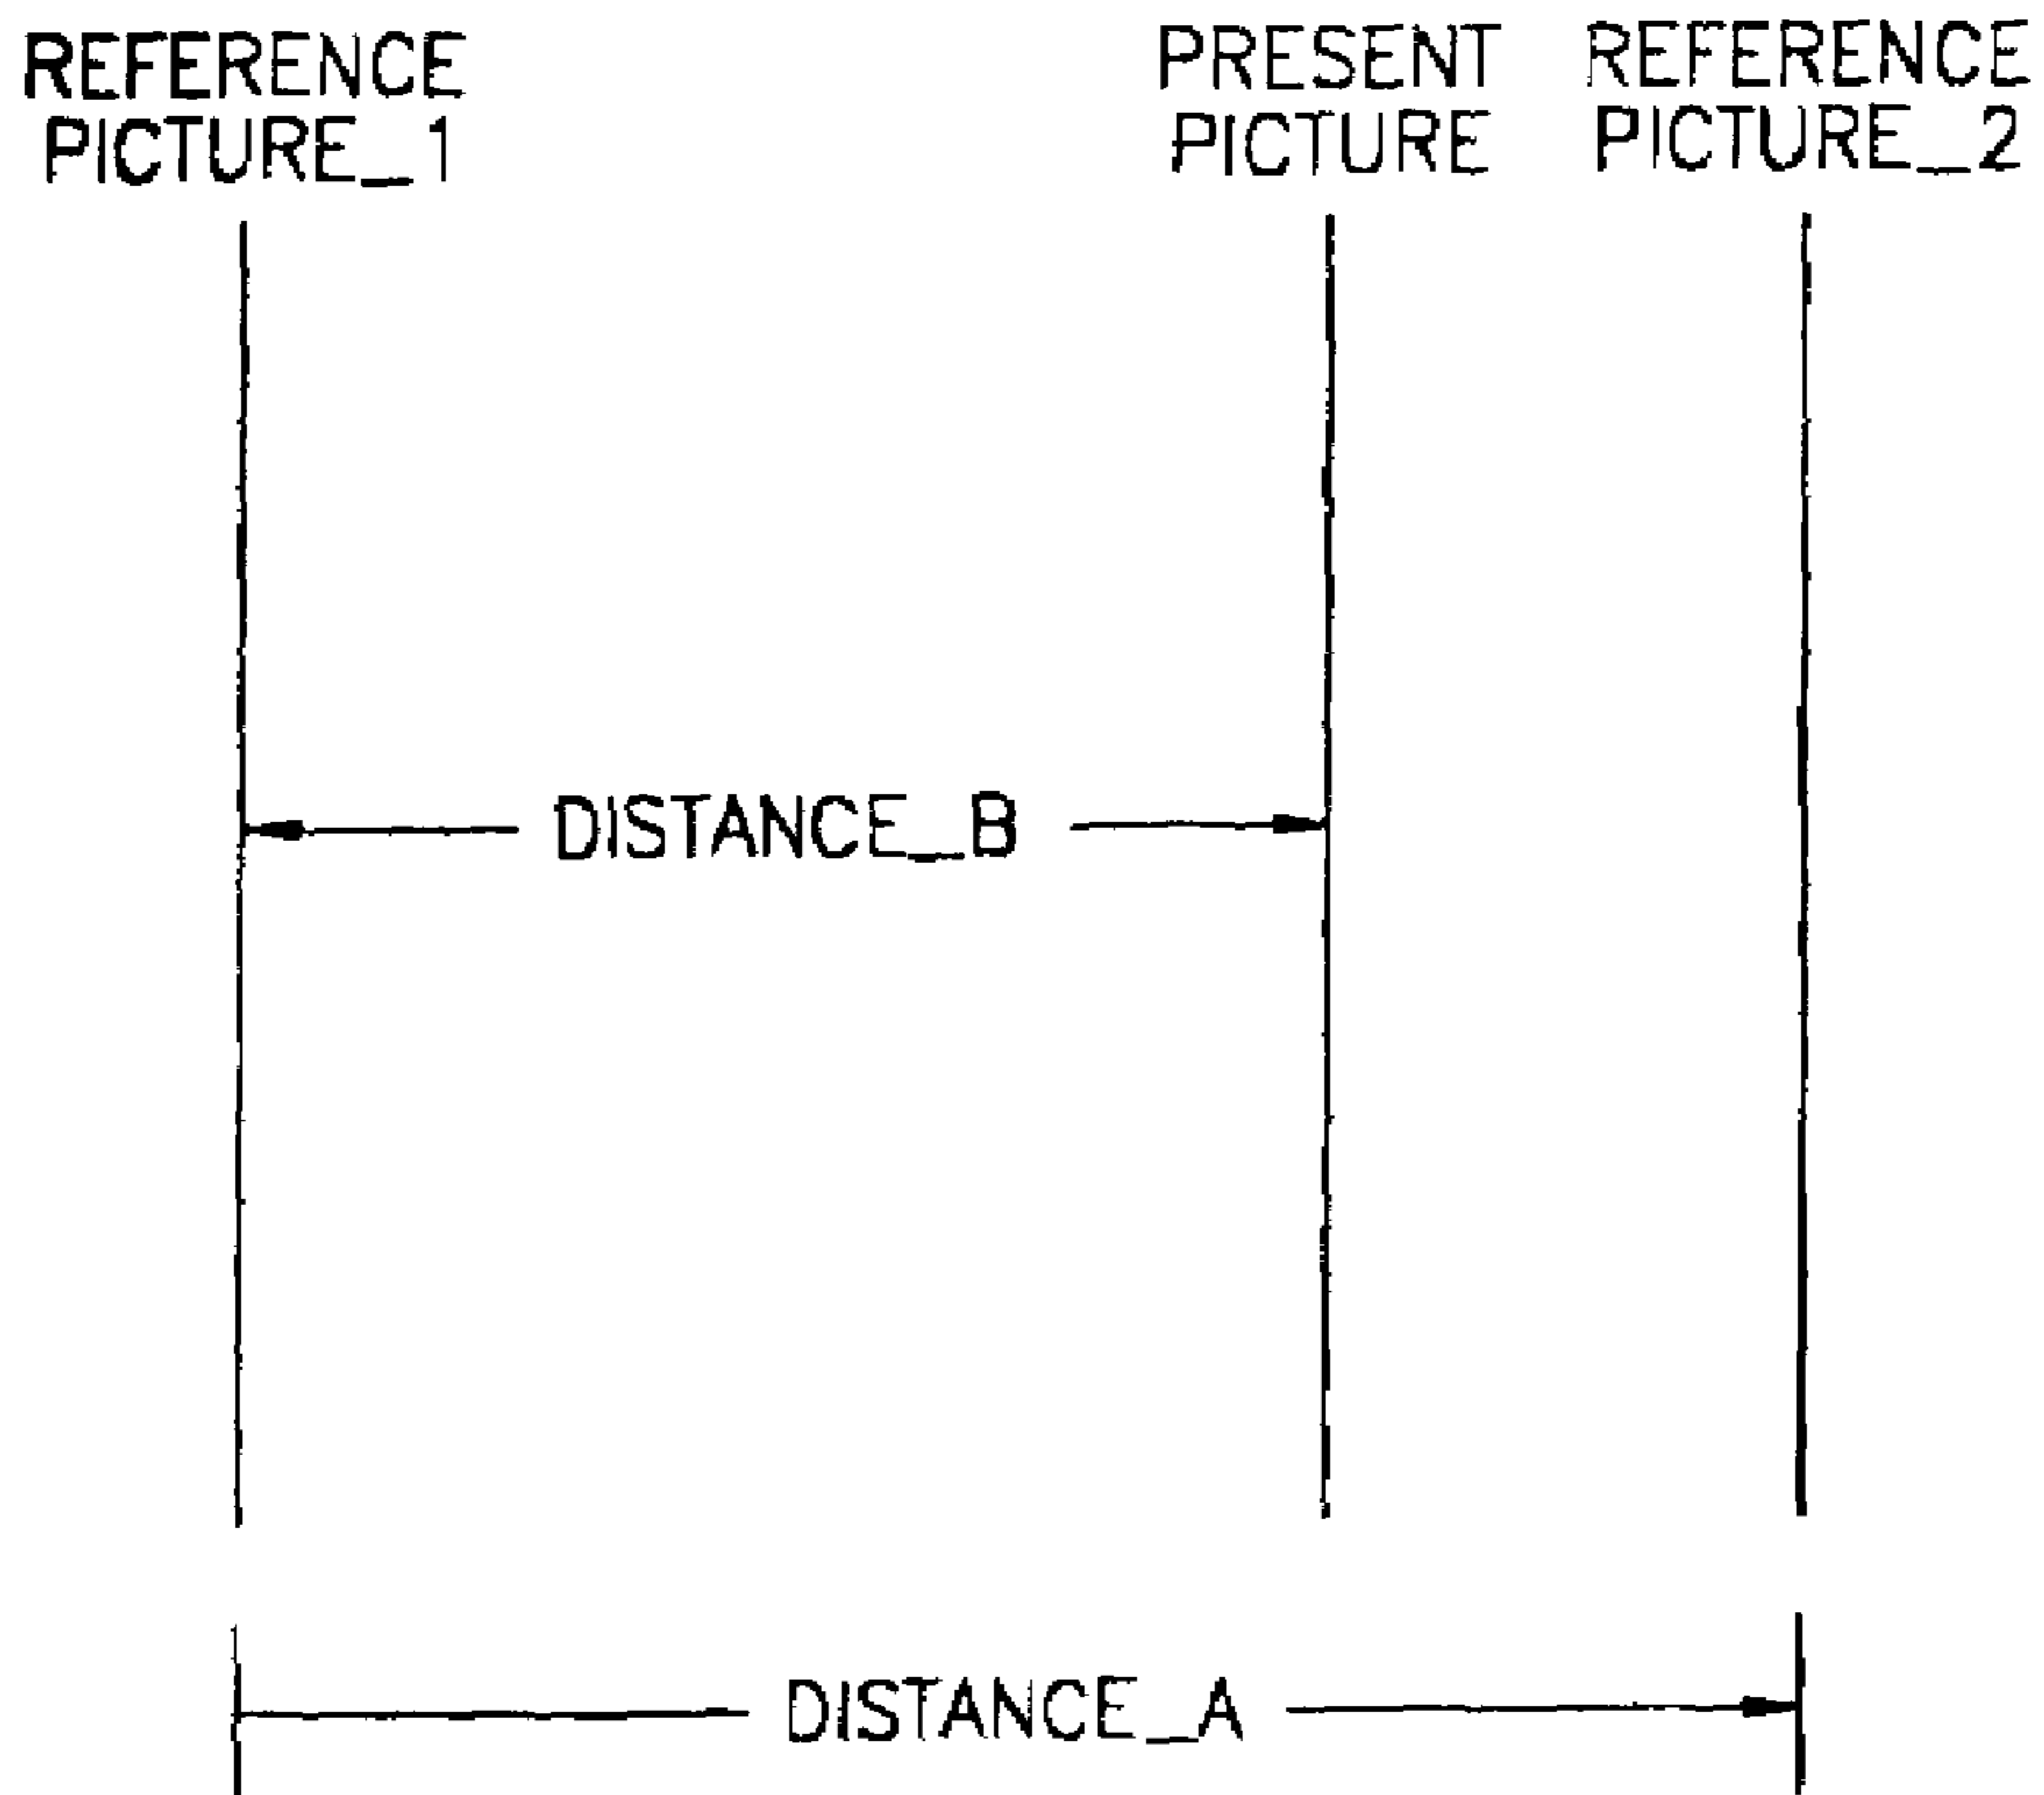 REFERENCE
PICTURE_1
PRESENT
PICTURE
REFERENCE
PICTURE_2
DISTANCE_B
DISTANCE_A